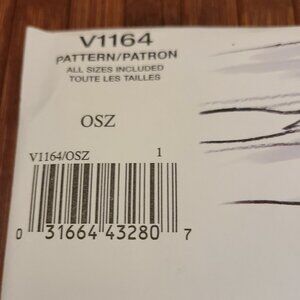 V1164
PATTERN/PATRON
ALL SIZES INCLUDED
TOUTE LES TAILLES
OSZ
V1164/OSZ 1
0 31664 43280 7